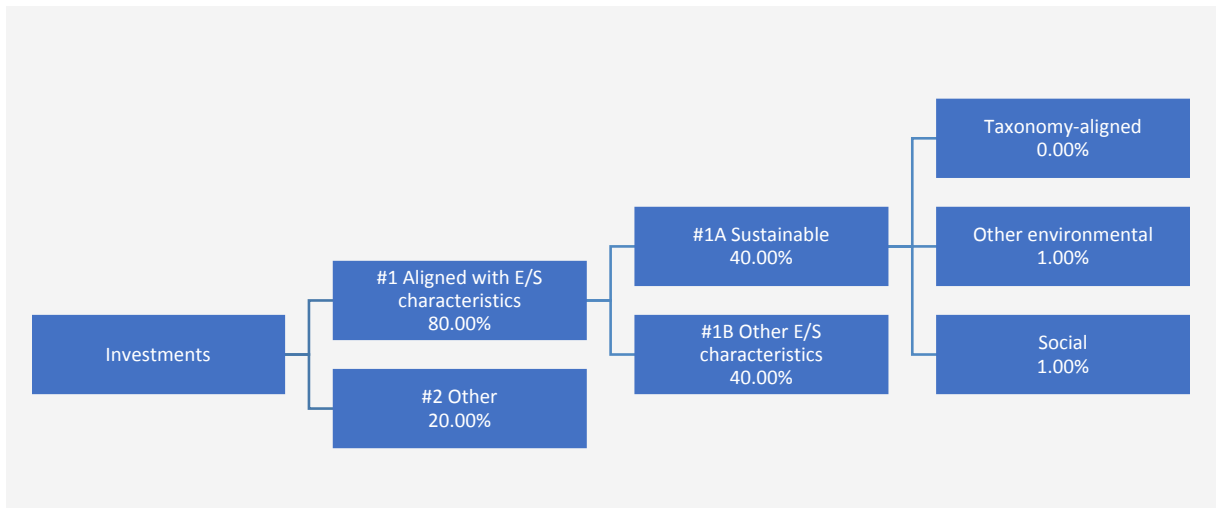 Investments
#1 Aligned with E/S
characteristics
80.00%
#2 Other
20.00%
#1A Sustainable
40.00%
#1B Other E/S
characteristics
40.00%
Taxonomy-aligned
0.00%
Other environmental
1.00%
Social
1.00%